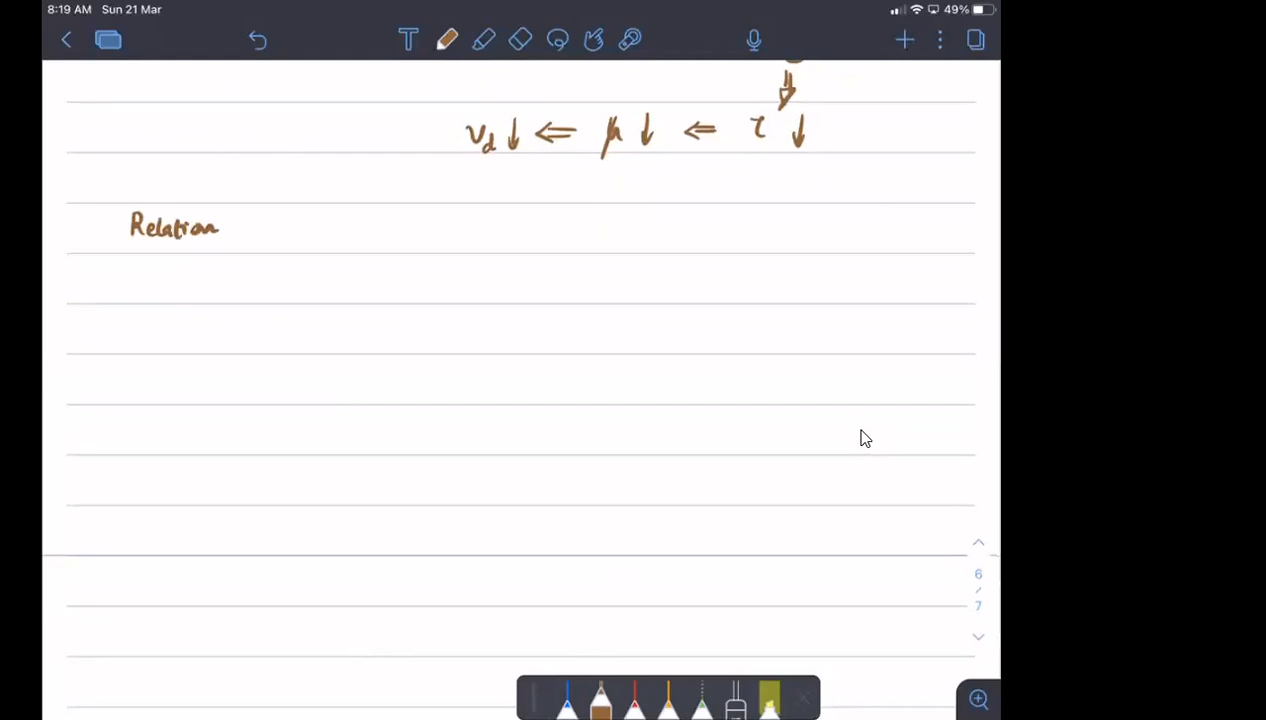 8:19 AM Sun 21 Mar
49%
T
⇓
v_d ↓ ⇐ μ ↓ ⇐ τ ↓
Relation
6
/
7